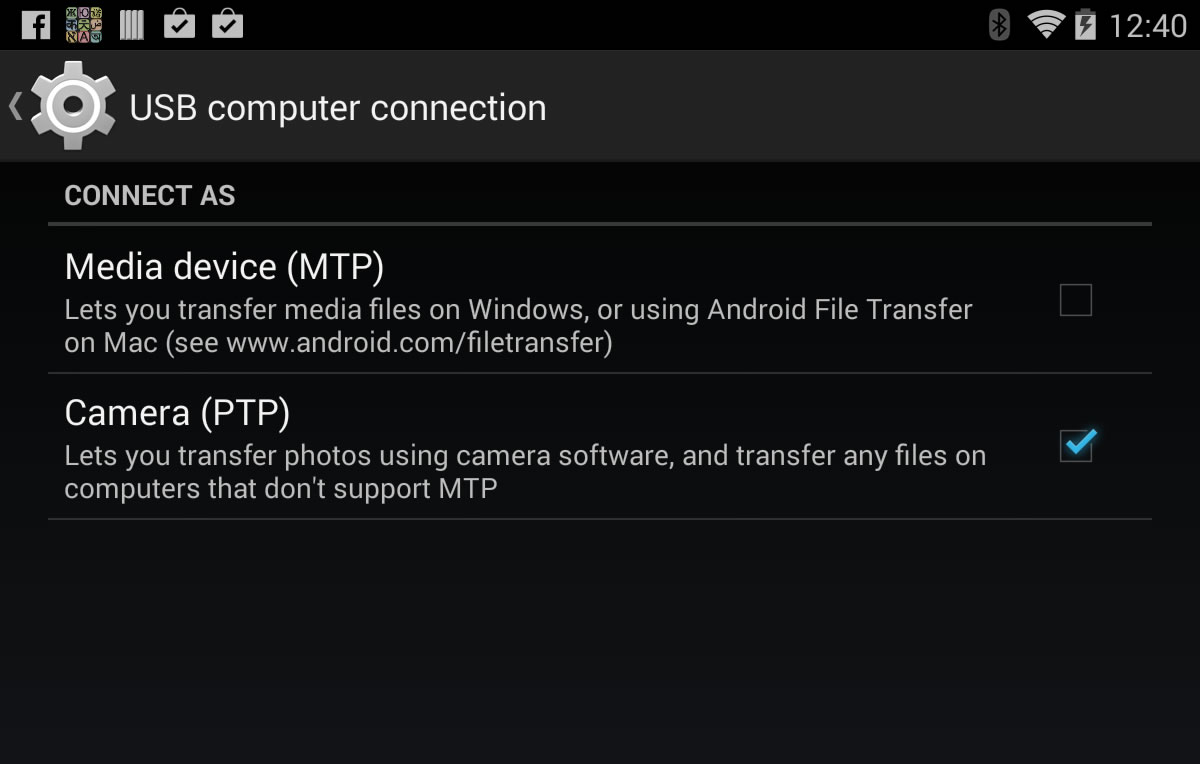 12:40
USB computer connection
CONNECT AS
Media device (MTP)
Lets you transfer media files on Windows, or using Android File Transfer
on Mac (see www.android.com/filetransfer)
Camera (PTP)
Lets you transfer photos using camera software, and transfer any files on
computers that don't support MTP